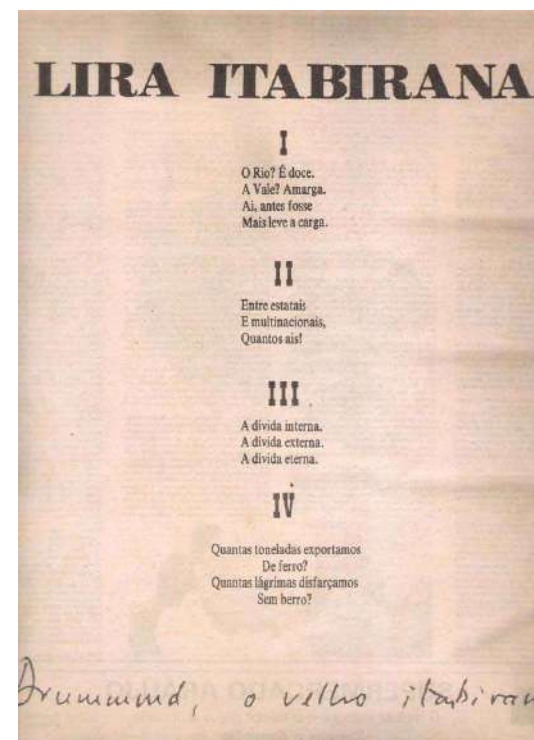 LIRA ITABIRANA
I
O Rio? É doce.
A Vale? Amarga.
Ai, antes fosse
Mais leve a carga.
II
Entre estatais
E multinacionais,
Quantos ais!
III
A dívida interna.
A dívida externa.
A dívida eterna.
IV
Quantas toneladas exportamos
De ferro?
Quantas lágrimas disfarçamos
Sem berro?
Drummond, o velho itabiran